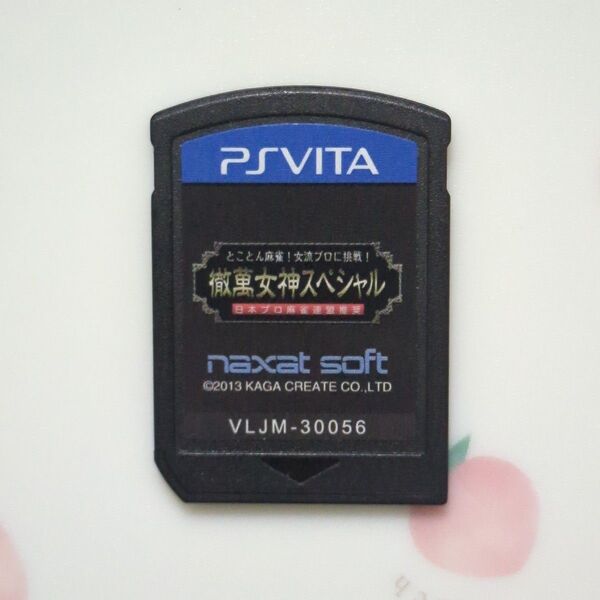 PSVITA
とことん麻雀！女流プロに挑戦！
徹萬女神スペシャル
日本プロ麻雀連盟推奨
naxat soft
©2013 KAGA CREATE CO.,LTD
VLJM-30056